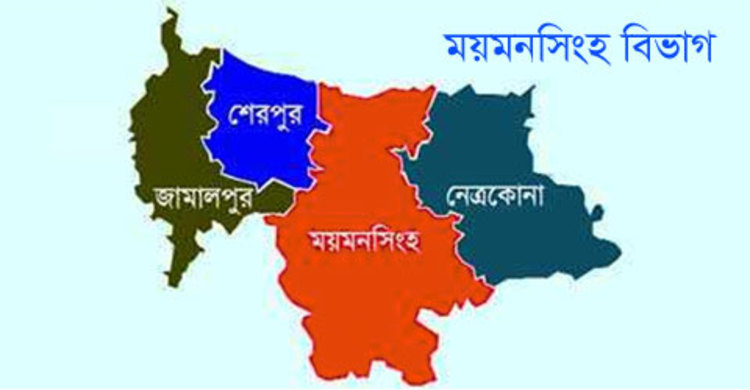 ময়মনসিংহ বিভাগ
শেরপুর
জামালপুর
নেত্রকোনা
ময়মনসিংহ